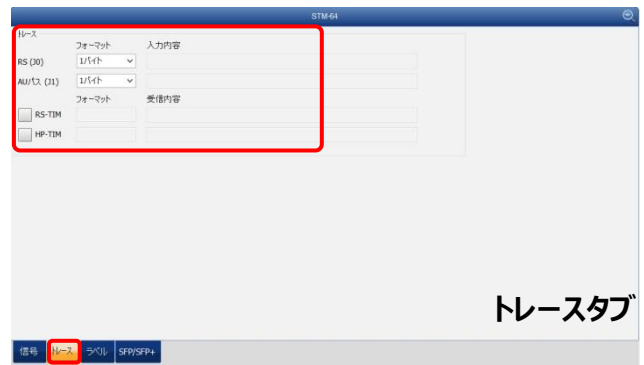 STM-64
トレース
フォーマット 入力内容
RS (J0) 1バイト
AUパス (J1) 1バイト
フォーマット 受信内容
RS-TIM
HP-TIM
トレースタブ
信号 トレース ラベル SFP/SFP+